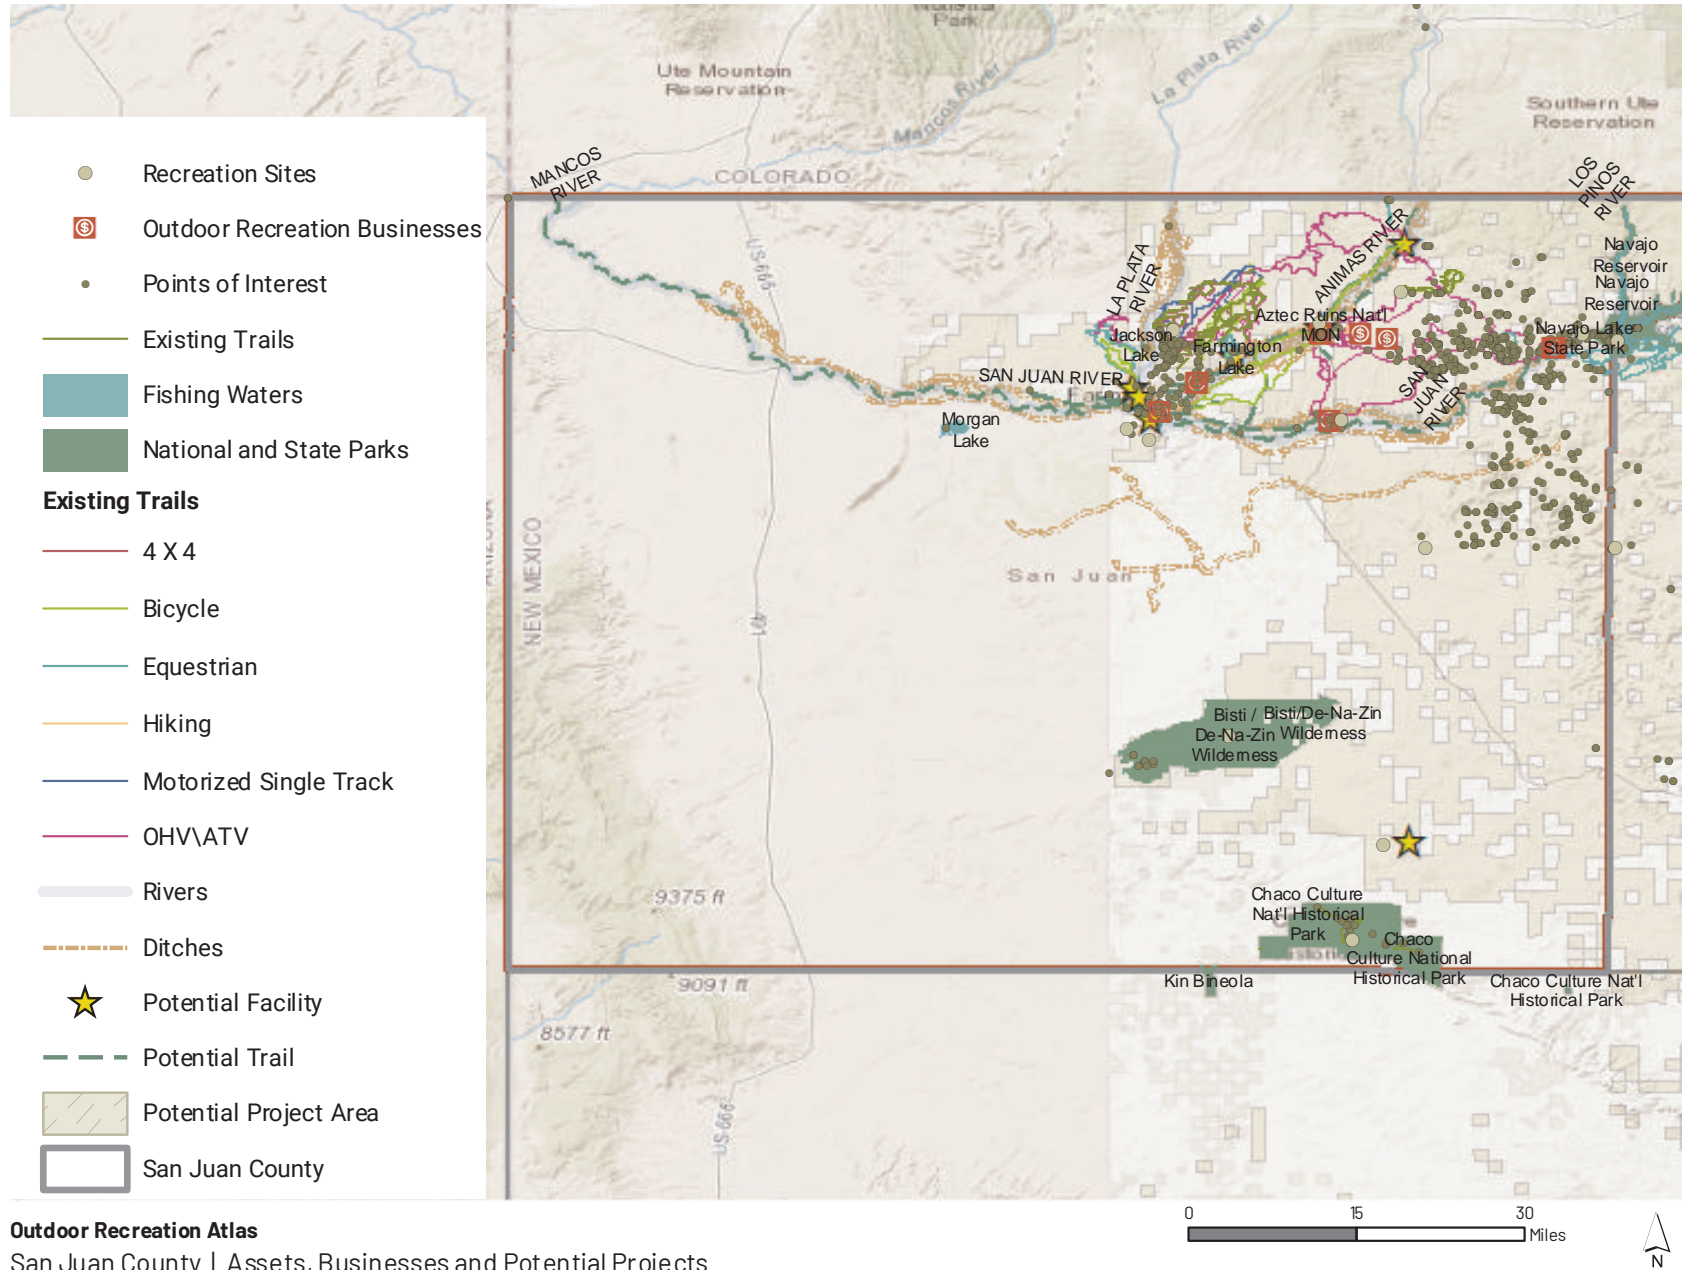 Park
Ute Mountain
Reservation
Mancos River
La Plata River
Southern Ute
Reservation
COLORADO
MANCOS
RIVER
LOS
PINOS
RIVER
Recreation Sites
Outdoor Recreation Businesses
Points of Interest
Existing Trails
Fishing Waters
National and State Parks
Existing Trails
4 X 4
Bicycle
Equestrian
Hiking
Motorized Single Track
OHV\ATV
Rivers
Ditches
Potential Facility
Potential Trail
Potential Project Area
San Juan County
US-666
LA PLATA
RIVER
ANIMAS RIVER
Navajo
Reservoir
Navajo
Reservoir
Aztec Ruins Nat'l
MON
Jackson
Lake
Farmington
Lake
Navajo Lake
State Park
SAN JUAN RIVER
SAN
JUAN
RIVER
Morgan
Lake
NEW MEXICO
San Juan
491
Bisti /
De-Na-Zin
Wilderness
Bisti/De-Na-Zin
Wilderness
9375 ft
Chaco Culture
Nat'l Historical
Park
Chaco
Culture National
Historical Park
Kin Bineola
Chaco Culture Nat'l
Historical Park
9091 ft
8577 ft
US-666
Outdoor Recreation Atlas
San Juan County | Assets, Businesses and Potential Projects
0 15 30
Miles
N